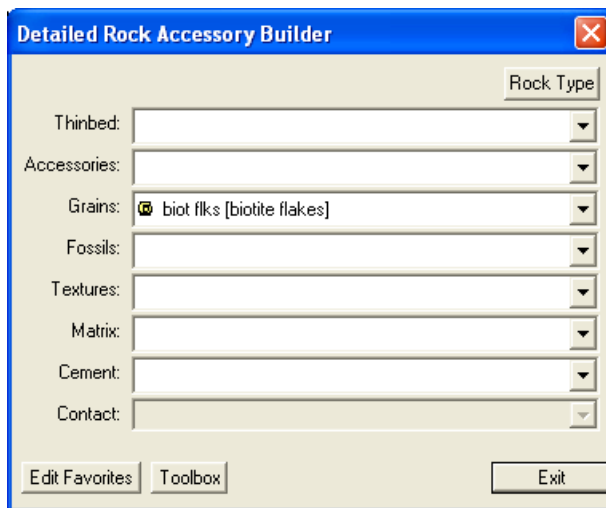 Detailed Rock Accessory Builder
Rock Type
Thinbed:
Accessories:
Grains: biot flks [biotite flakes]
Fossils:
Textures:
Matrix:
Cement:
Contact:
Edit Favorites Toolbox Exit